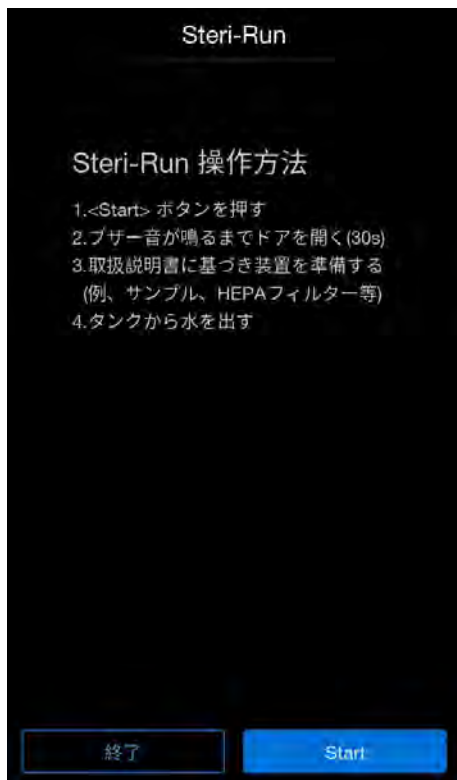 Steri-Run
Steri-Run 操作方法
1.<Start> ボタンを押す
2.ブザー音が鳴るまでドアを開く(30s)
3.取扱説明書に基づき装置を準備する
(例、サンプル、HEPAフィルター等)
4.タンクから水を出す
終了
Start